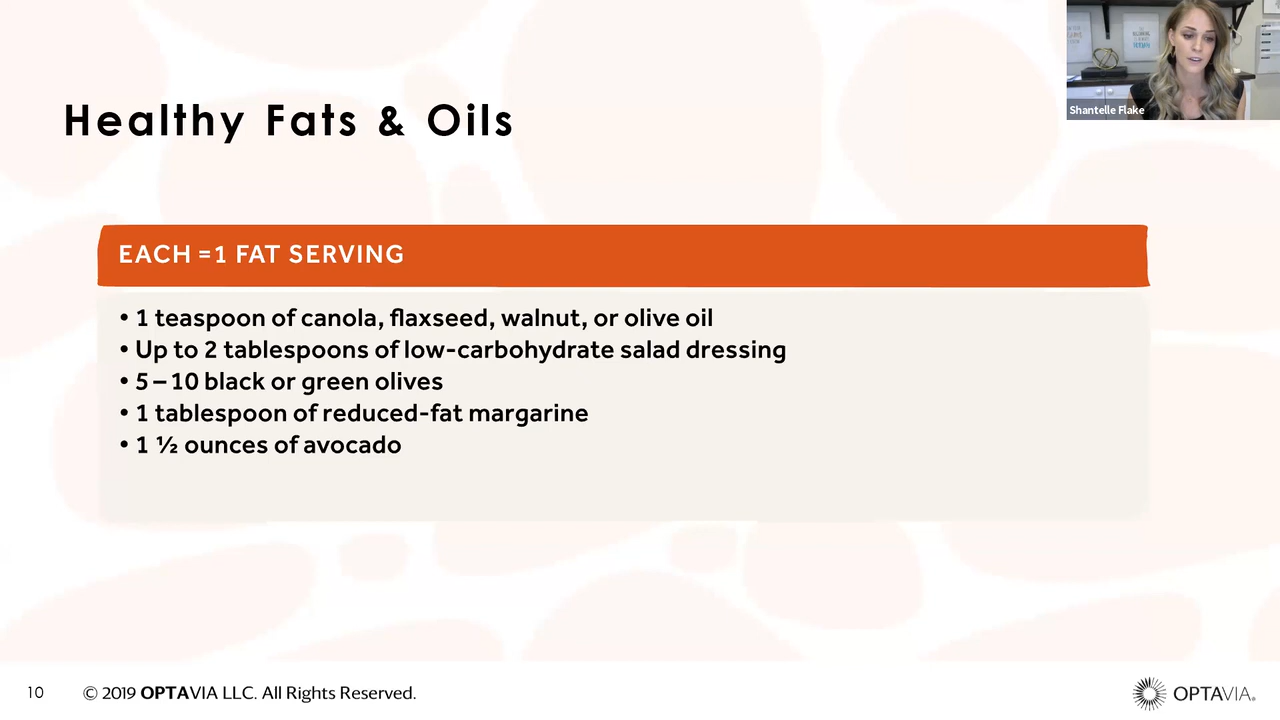 Healthy Fats & Oils
Shantelle Flake
EACH =1 FAT SERVING
• 1 teaspoon of canola, flaxseed, walnut, or olive oil
• Up to 2 tablespoons of low-carbohydrate salad dressing
• 5–10 black or green olives
• 1 tablespoon of reduced-fat margarine
• 1 ½ ounces of avocado
10
© 2019 OPTAVIA LLC. All Rights Reserved.
OPTAVIA.